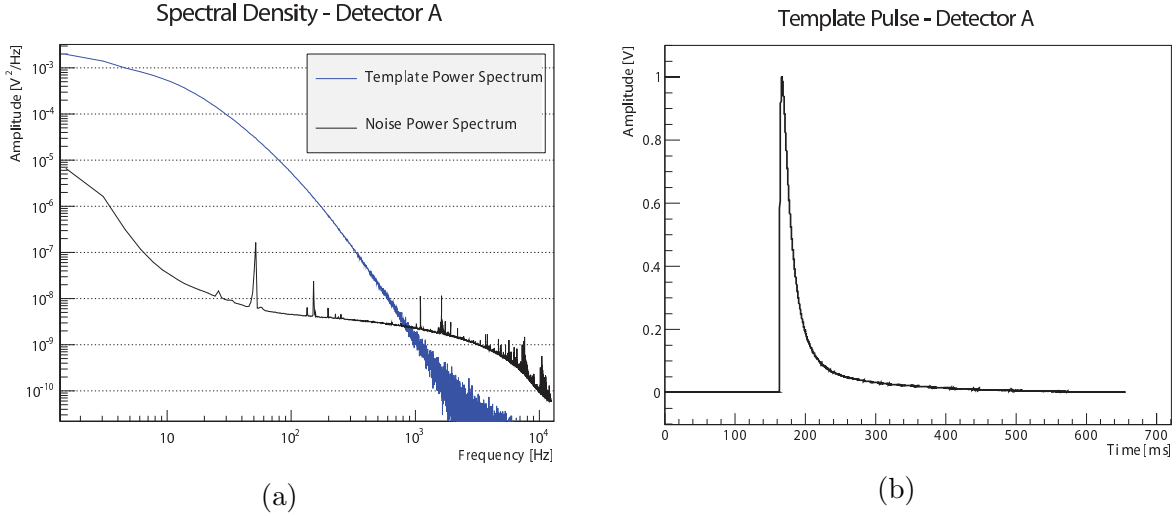 Spectral Density - Detector A
Amplitude [V²/Hz]
10⁻³
10⁻⁴
10⁻⁵
10⁻⁶
10⁻⁷
10⁻⁸
10⁻⁹
10⁻¹⁰
Template Power Spectrum
Noise Power Spectrum
10 10² 10³ 10⁴
Frequency [Hz]
(a)
Template Pulse - Detector A
Amplitude [V]
1
0.8
0.6
0.4
0.2
0
0 100 200 300 400 500 600 700
Time [ms]
(b)